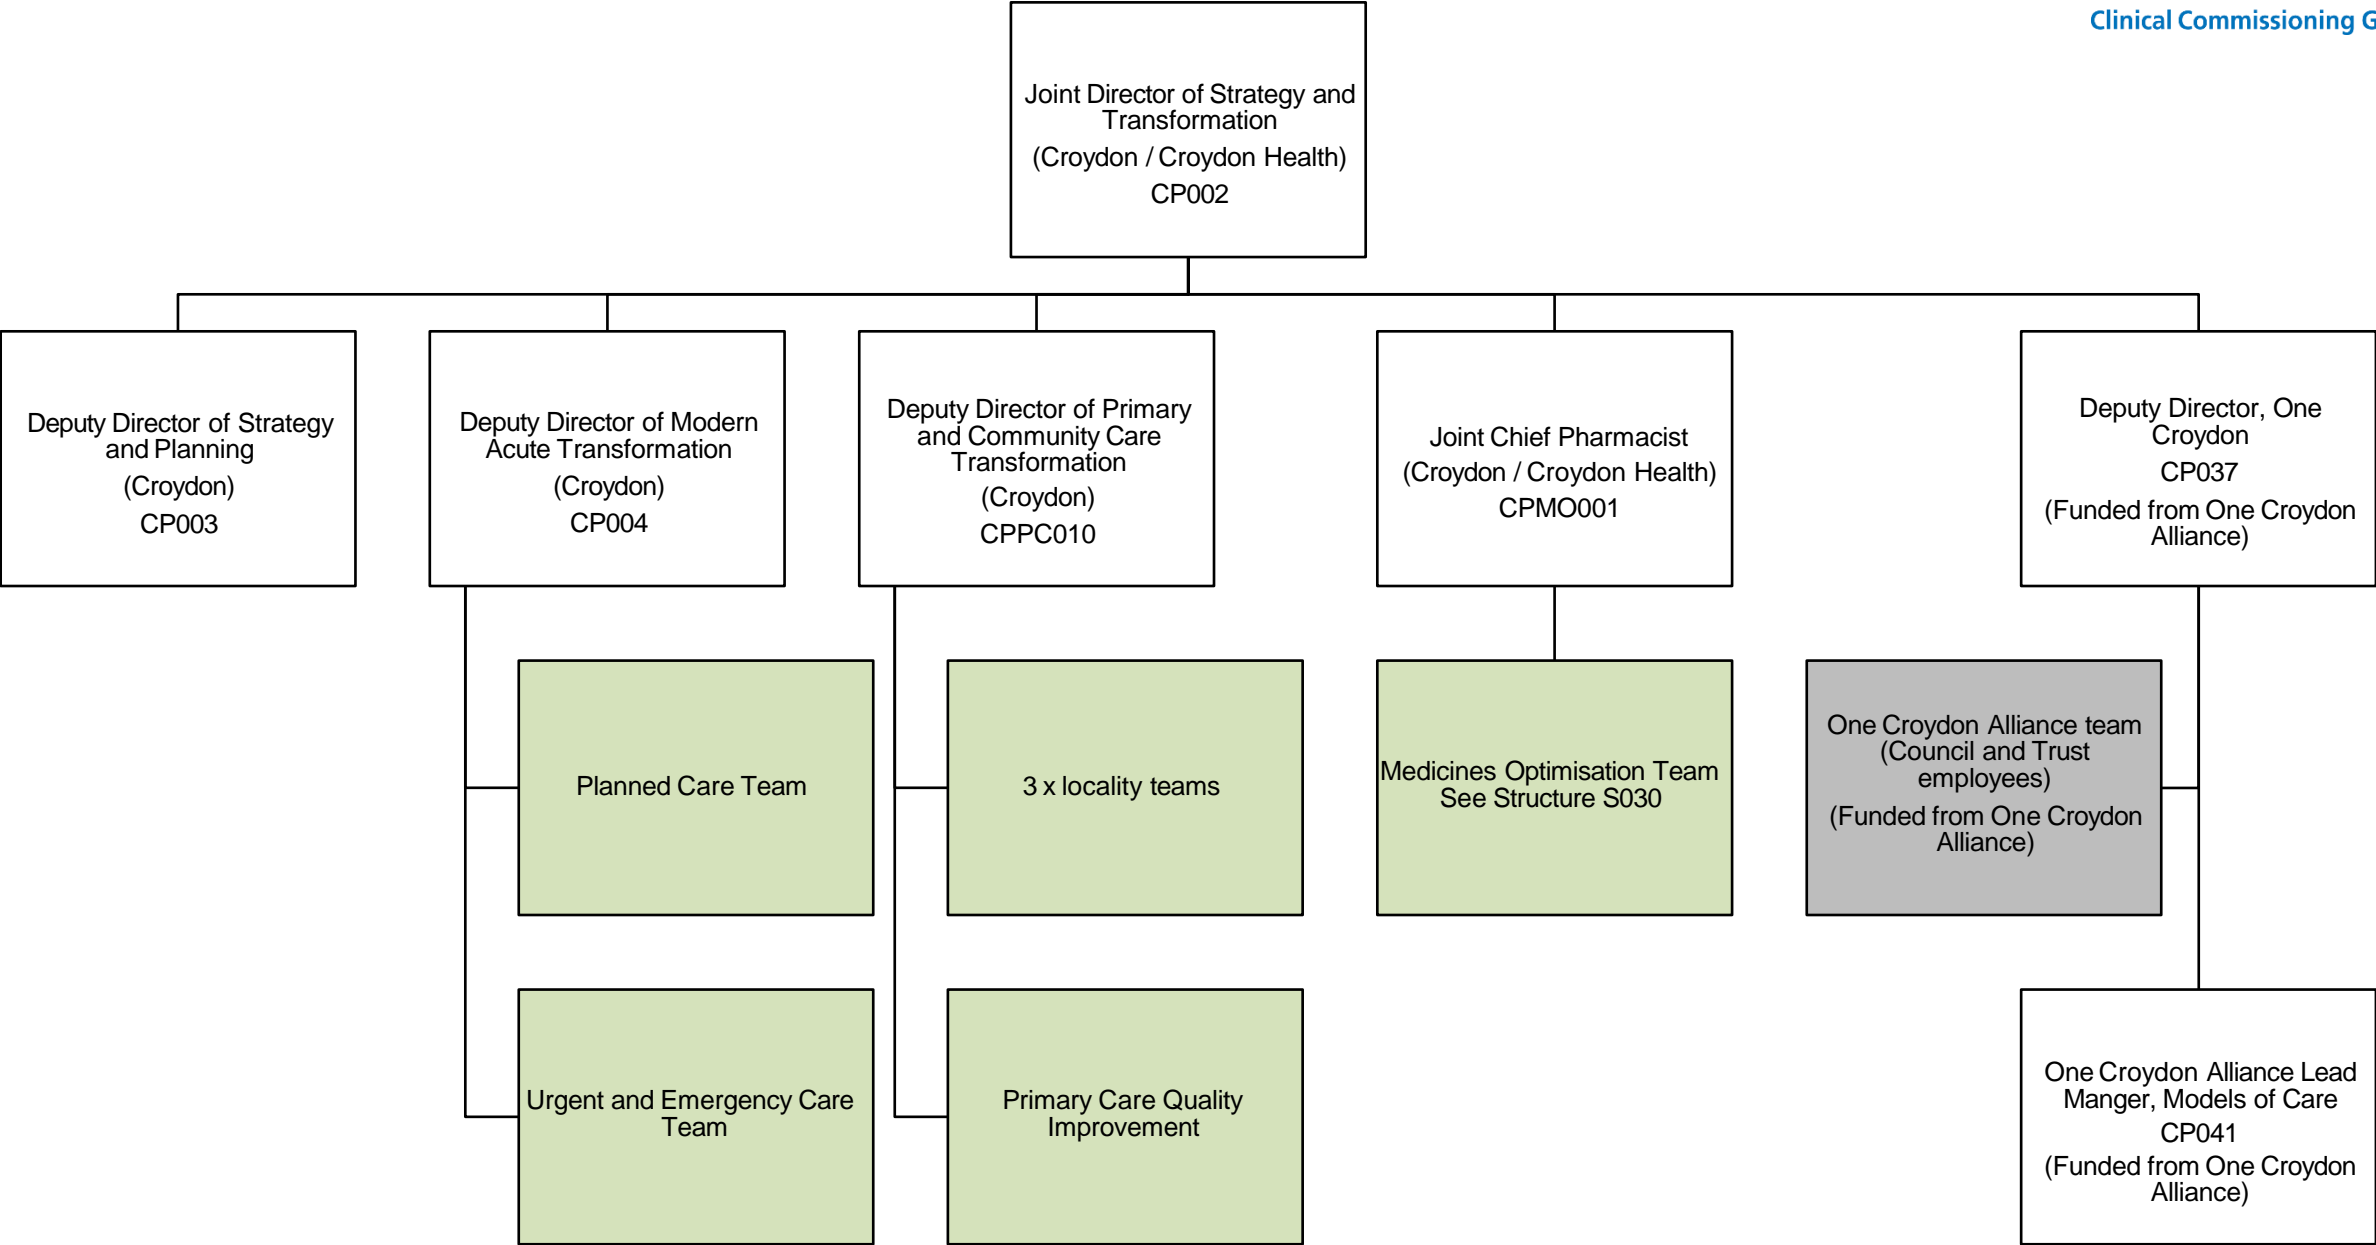 Clinical Commissioning G
Joint Director of Strategy and
Transformation
(Croydon / Croydon Health)
CP002
Deputy Director of Strategy
and Planning
(Croydon)
CP003
Deputy Director of Modern
Acute Transformation
(Croydon)
CP004
Deputy Director of Primary
and Community Care
Transformation
(Croydon)
CPPC010
Joint Chief Pharmacist
(Croydon / Croydon Health)
CPMO001
Deputy Director, One
Croydon
CP037
(Funded from One Croydon
Alliance)
Planned Care Team
3 x locality teams
Medicines Optimisation Team
See Structure S030
One Croydon Alliance team
(Council and Trust
employees)
(Funded from One Croydon
Alliance)
Urgent and Emergency Care
Team
Primary Care Quality
Improvement
One Croydon Alliance Lead
Manger, Models of Care
CP041
(Funded from One Croydon
Alliance)